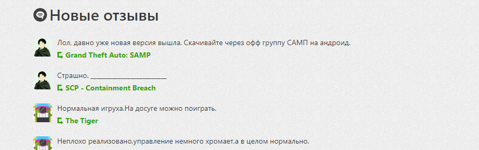 Новые отзывы
Лол, давно уже новая версия вышла. Скачивайте через офф группу САМП на андроид.
Grand Theft Auto: SAMP
Страшно, ______________________
SCP - Containment Breach
Нормальная игруха.На досуге можно поиграть.
The Tiger
Неплохо реализовано,управление немного хромает.а в целом нормально.